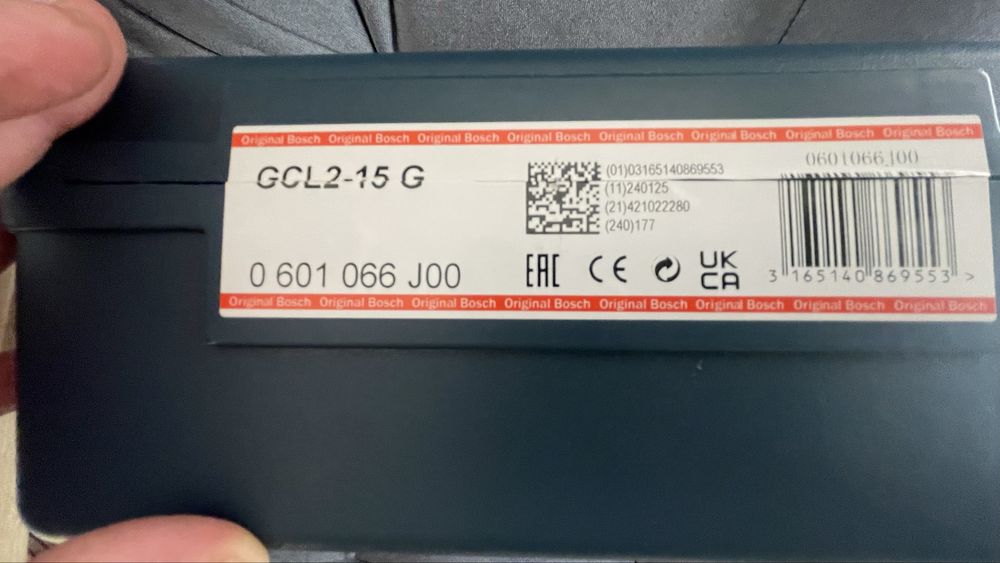 Original Bosch Original Bosch Original Bosch Original Bosch Original Bosch Original Bosch Original Bosch Original Bosch
GCL2-15 G
0 601 066 J00
(01)03165140869553
(11)240125
(21)421022280
(240)177
EAC CE UK CA
0601066J00
3 165140 869553 >
Original Bosch Original Bosch Original Bosch Original Bosch Original Bosch Original Bosch Original Bosch Original Bosch